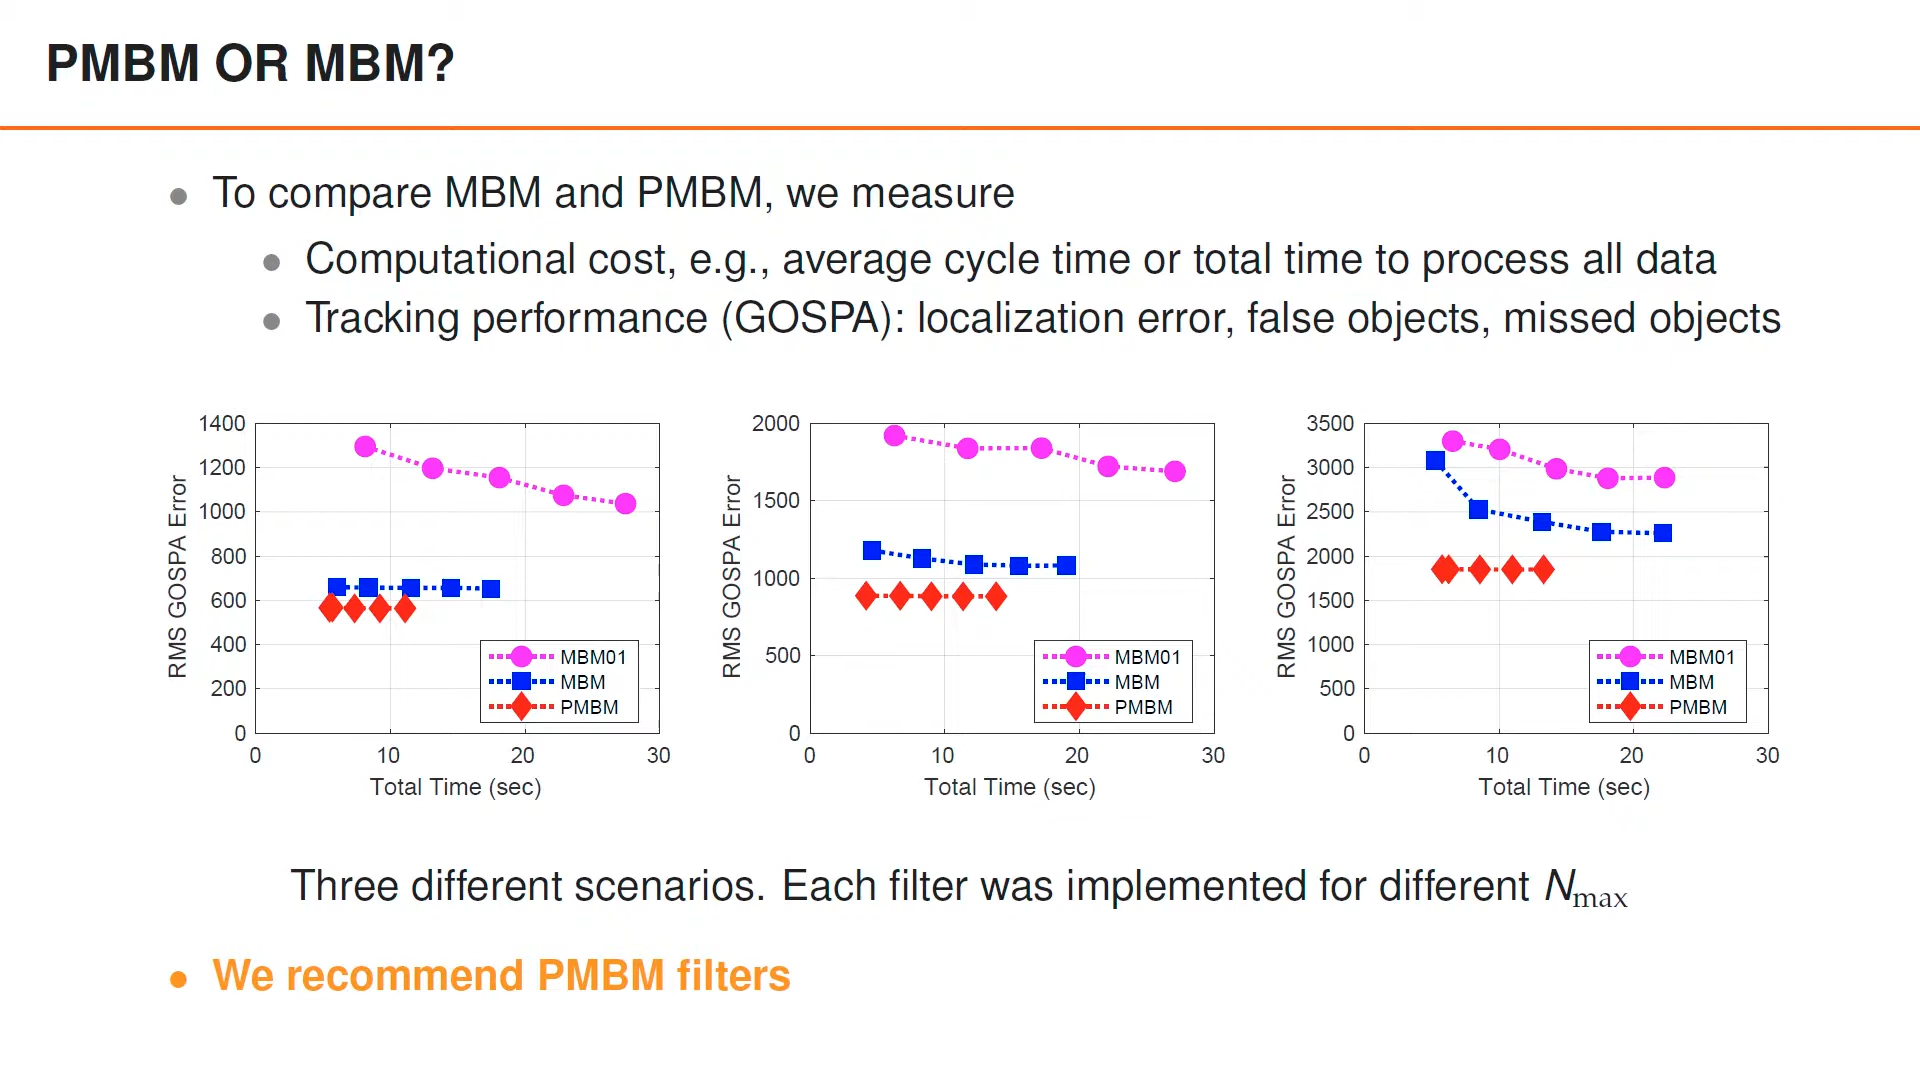 PMBM OR MBM?
To compare MBM and PMBM, we measure
Computational cost, e.g., average cycle time or total time to process all data
Tracking performance (GOSPA): localization error, false objects, missed objects
RMS GOSPA Error
1400
1200
1000
800
600
400
200
0
0 10 20 30
Total Time (sec)
MBM01
MBM
PMBM
RMS GOSPA Error
2000
1500
1000
500
0
0 10 20 30
Total Time (sec)
MBM01
MBM
PMBM
RMS GOSPA Error
3500
3000
2500
2000
1500
1000
500
0
0 10 20 30
Total Time (sec)
MBM01
MBM
PMBM
Three different scenarios. Each filter was implemented for different Nmax
We recommend PMBM filters